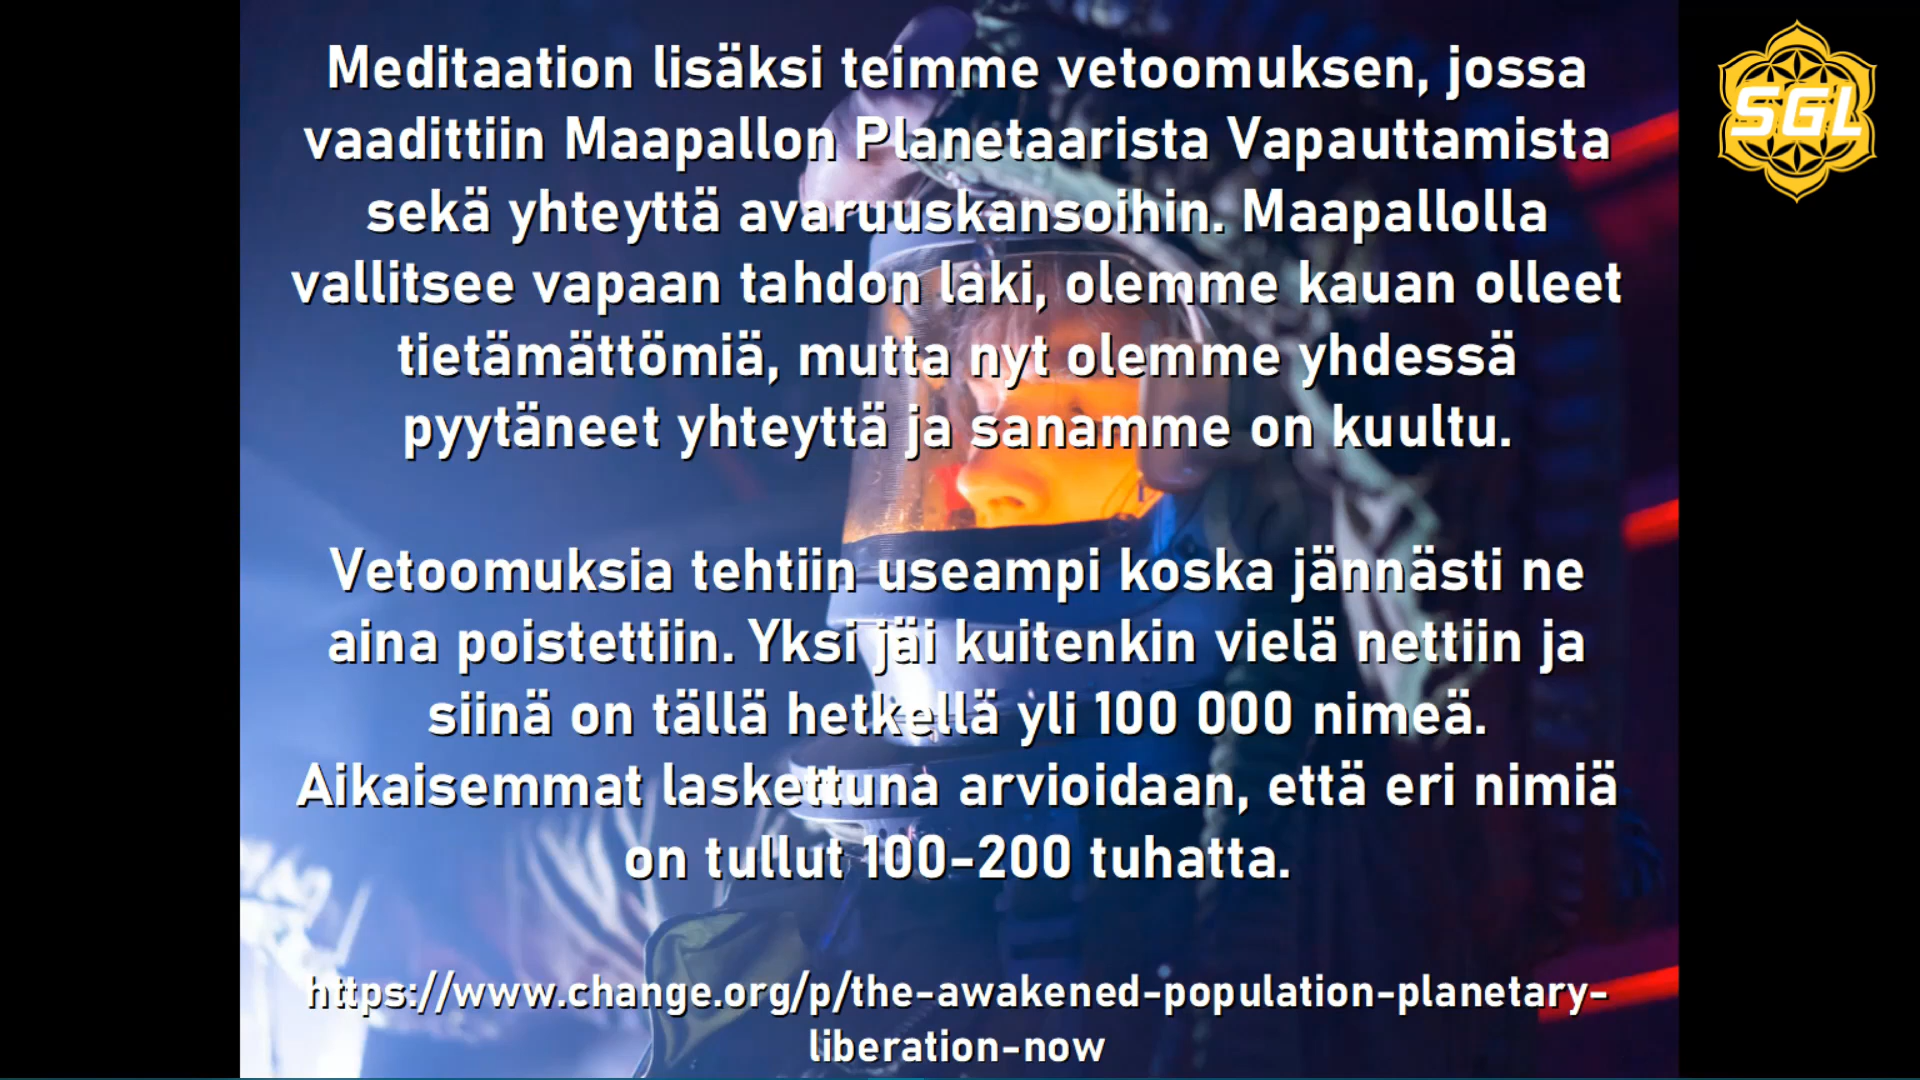 Meditaation lisäksi teimme vetoomuksen, jossa
vaadittiin Maapallon Planetaarista Vapauttamista
sekä yhteyttä avaruuskansoihin. Maapallolla
vallitsee vapaan tahdon laki, olemme kauan olleet
tietämättömiä, mutta nyt olemme yhdessä
pyytäneet yhteyttä ja sanamme on kuultu.
Vetoomuksia tehtiin useampi koska jännästi ne
aina poistettiin. Yksi jäi kuitenkin vielä nettiin ja
siinä on tällä hetkellä yli 100 000 nimeä.
Aikaisemmat laskettuna arvioidaan, että eri nimiä
on tullut 100-200 tuhatta.
https://www.change.org/p/the-awakened-population-planetary-
liberation-now
SGL